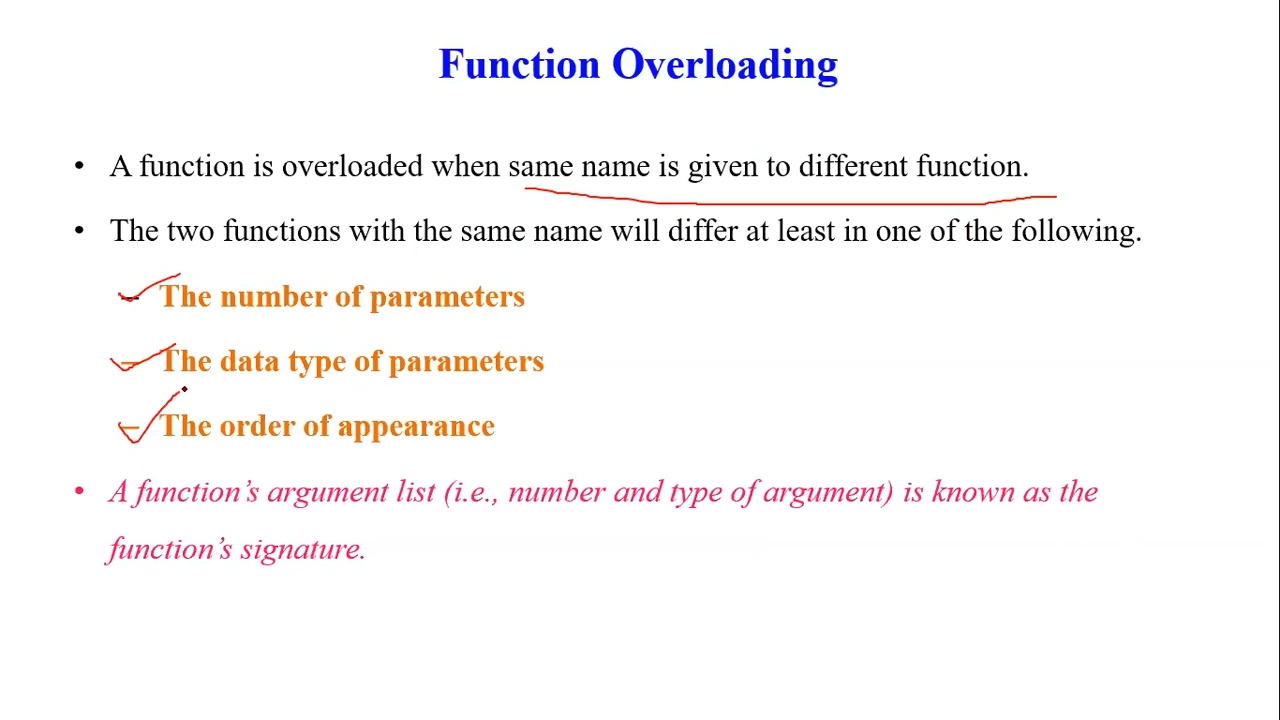 Function Overloading
• A function is overloaded when same name is given to different function.
• The two functions with the same name will differ at least in one of the following.
– The number of parameters
– The data type of parameters
– The order of appearance
• A function’s argument list (i.e., number and type of argument) is known as the
function’s signature.